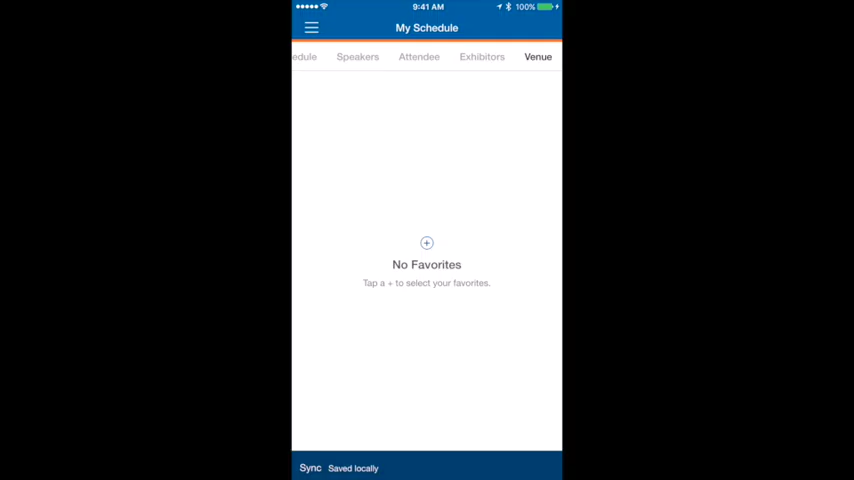 9:41 AM 100%
My Schedule
edule Speakers Attendee Exhibitors Venue
No Favorites
Tap a + to select your favorites.
Sync Saved locally